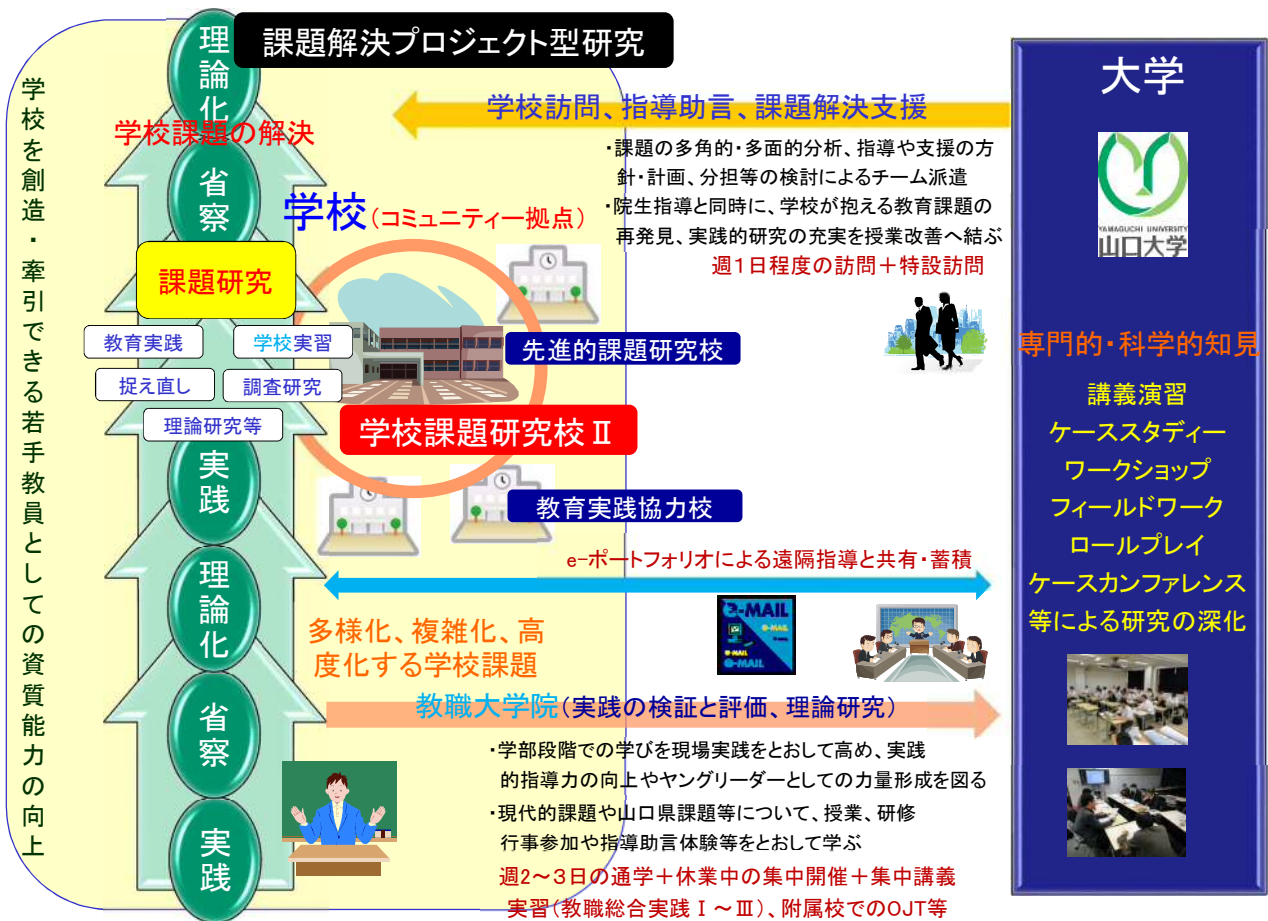 課題解決プロジェクト型研究
学校を創造・牽引できる若手教員としての資質能力の向上
理論化
学校課題の解決
省察
課題研究
教育実践
学校実習
捉え直し
調査研究
理論研究等
実践
理論化
省察
実践
学校(コミュニティー拠点)
先進的課題研究校
学校課題研究校Ⅱ
教育実践協力校
学校訪問、指導助言、課題解決支援
・課題の多角的・多面的分析、指導や支援の方
針・計画、分担等の検討によるチーム派遣
・院生指導と同時に、学校が抱える教育課題の
再発見、実践的研究の充実を授業改善へ結ぶ
週1日程度の訪問＋特設訪問
e-ポートフォリオによる遠隔指導と共有・蓄積
e-MAIL
e-MAIL
e-MAIL
e-MAIL
多様化、複雑化、高
度化する学校課題
教職大学院(実践の検証と評価、理論研究)
・学部段階での学びを現場実践をとおして高め、実践
的指導力の向上やヤングリーダーとしての力量形成を図る
・現代的課題や山口県課題等について、授業、研修
行事参加や指導助言体験等をとおして学ぶ
週2～3日の通学＋休業中の集中開催＋集中講義
実習(教職総合実践Ⅰ～Ⅲ)、附属校でのOJT等
大学
YAMAGUCHI UNIVERSITY
山口大学
専門的・科学的知見
講義演習
ケーススタディー
ワークショップ
フィールドワーク
ロールプレイ
ケースカンファレンス
等による研究の深化